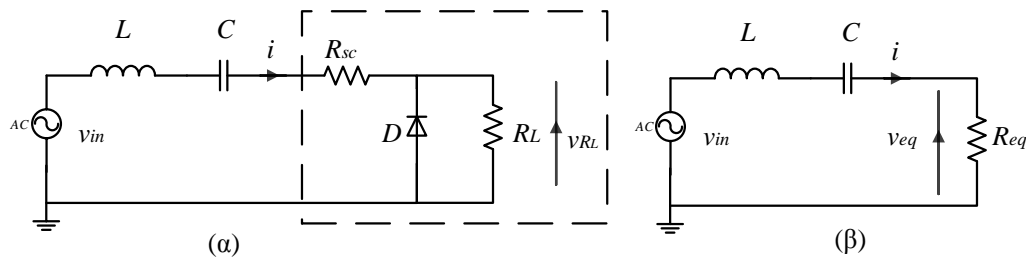 L
C
i
Rsc
AC
vin
D
RL
vRL
(α)
L
C
i
AC
vin
veq
Req
(β)